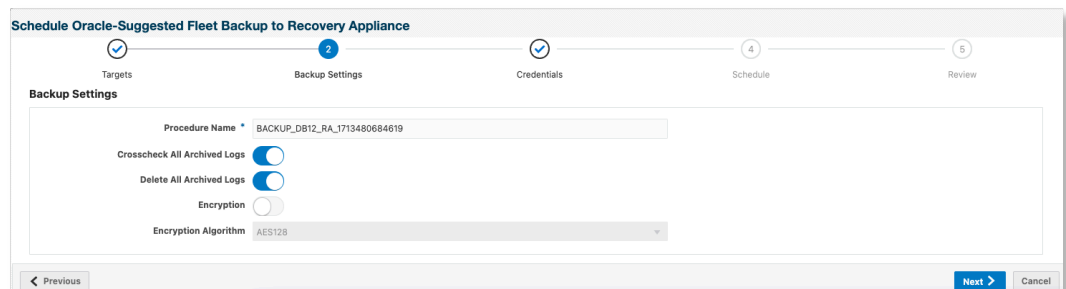 Schedule Oracle-Suggested Fleet Backup to Recovery Appliance
2 4 5
Targets Backup Settings Credentials Schedule Review
Backup Settings
Procedure Name * BACKUP_DB12_RA_1713480684619
Crosscheck All Archived Logs
Delete All Archived Logs
Encryption
Encryption Algorithm AES128
Previous Next Cancel